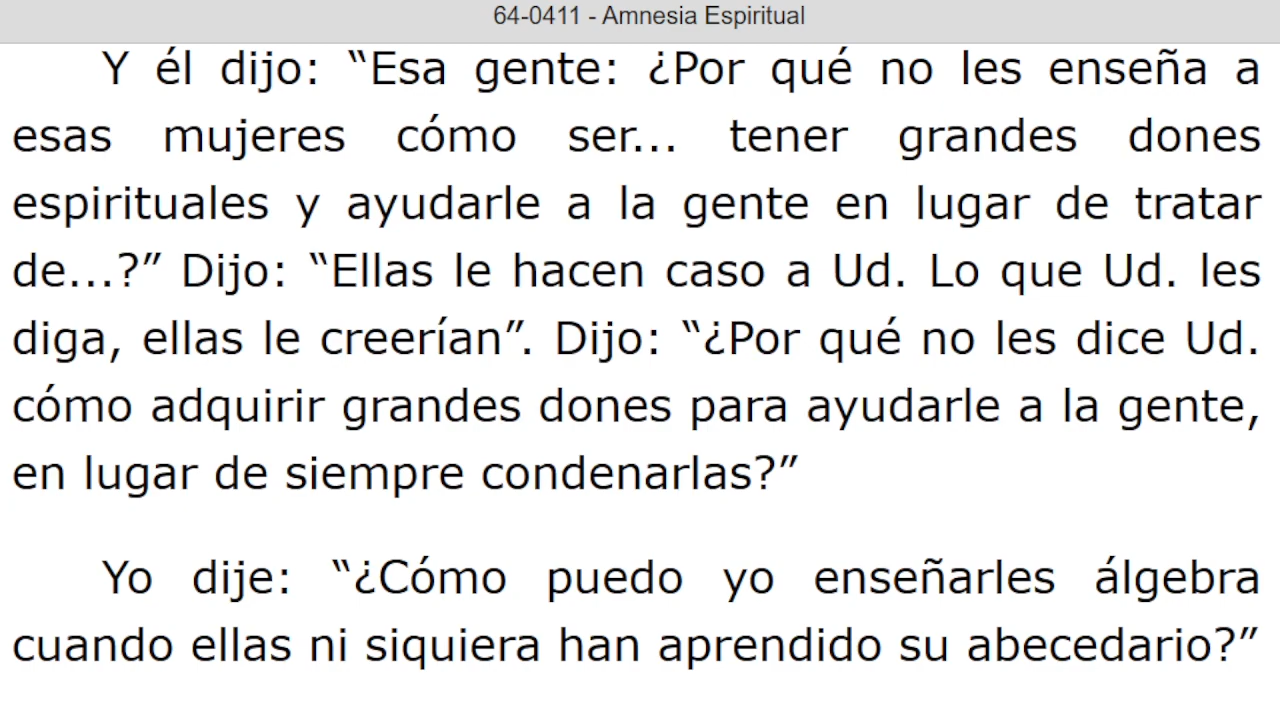 64-0411 - Amnesia Espiritual
Y él dijo: “Esa gente: ¿Por qué no les enseña a
esas mujeres cómo ser... tener grandes dones
espirituales y ayudarle a la gente en lugar de tratar
de...?” Dijo: “Ellas le hacen caso a Ud. Lo que Ud. les
diga, ellas le creerían”. Dijo: “¿Por qué no les dice Ud.
cómo adquirir grandes dones para ayudarle a la gente,
en lugar de siempre condenarlas?”
Yo dije: “¿Cómo puedo yo enseñarles álgebra
cuando ellas ni siquiera han aprendido su abecedario?”